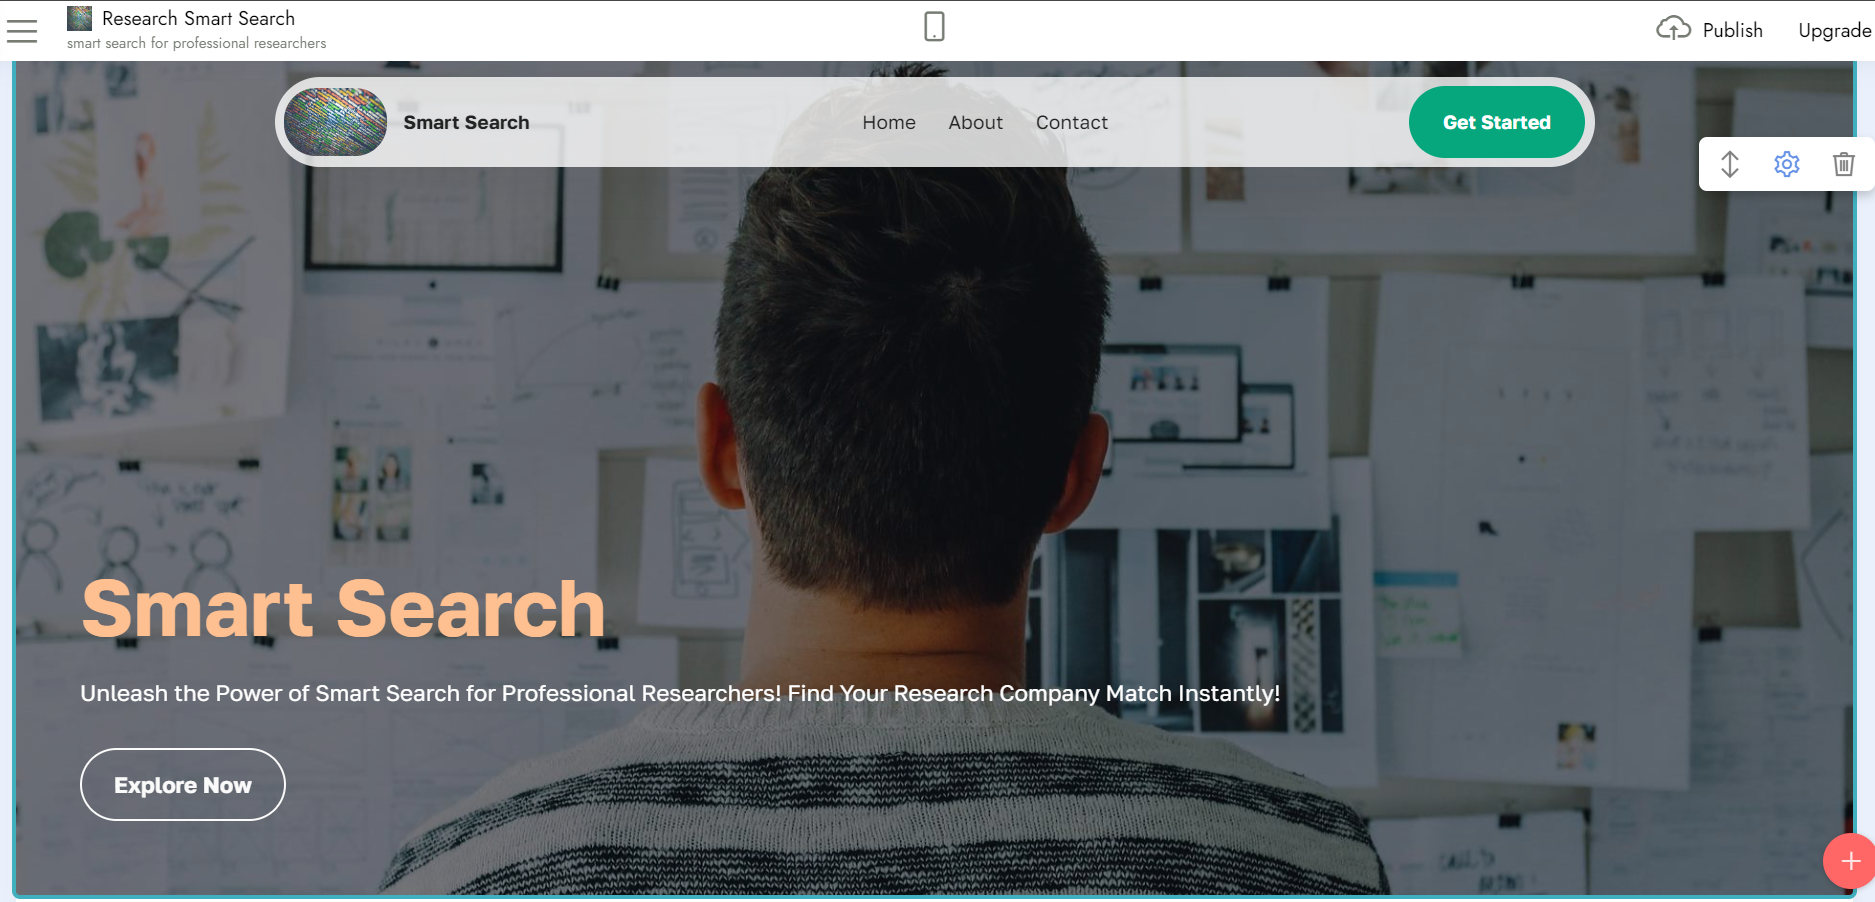 Research Smart Search
smart search for professional researchers
Publish
Upgrade
Smart Search
Home
About
Contact
Get Started
Smart Search
Unleash the Power of Smart Search for Professional Researchers! Find Your Research Company Match Instantly!
Explore Now